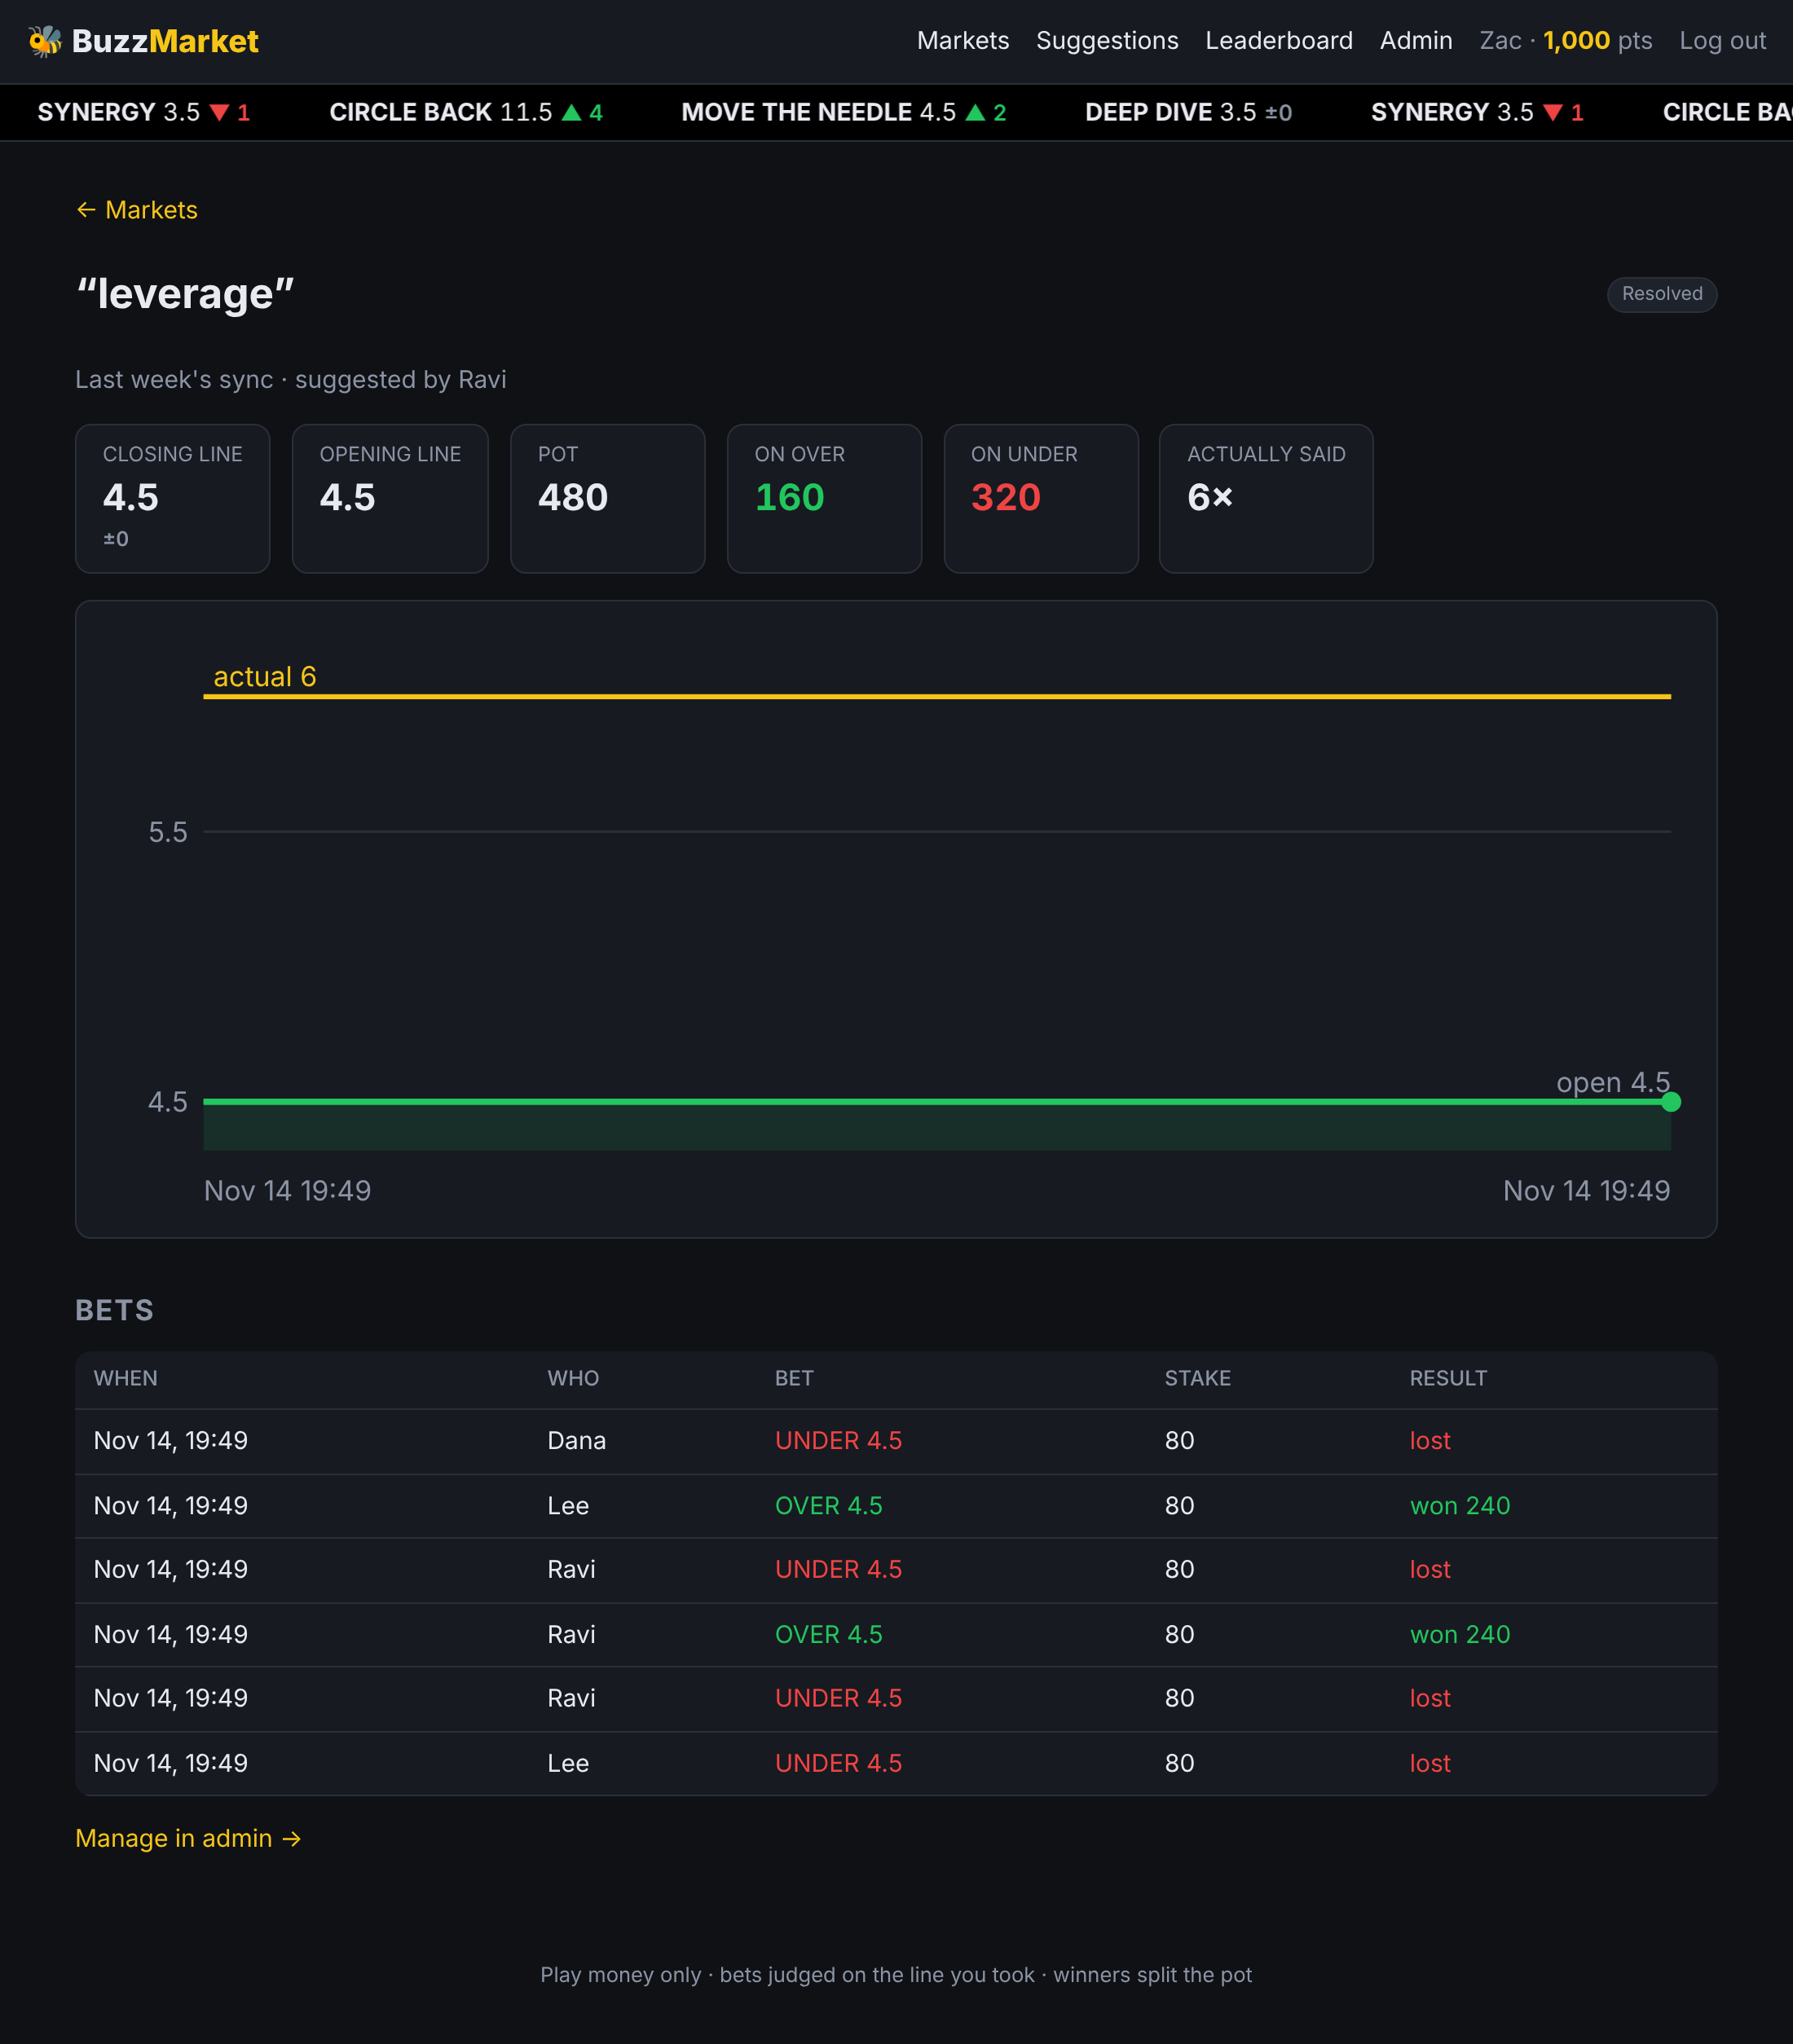 BuzzMarket Markets Suggestions Leaderboard Admin Zac · 1,000 pts Log out
SYNERGY 3.5 ▼ 1 CIRCLE BACK 11.5 ▲ 4 MOVE THE NEEDLE 4.5 ▲ 2 DEEP DIVE 3.5 ±0 SYNERGY 3.5 ▼ 1 CIRCLE BA
← Markets
“leverage” Resolved
Last week's sync · suggested by Ravi
CLOSING LINE OPENING LINE POT ON OVER ON UNDER ACTUALLY SAID
4.5 4.5 480 160 320 6×
±0
actual 6
5.5
open 4.5
4.5
Nov 14 19:49 Nov 14 19:49
BETS
WHEN WHO BET STAKE RESULT
Nov 14, 19:49 Dana UNDER 4.5 80 lost
Nov 14, 19:49 Lee OVER 4.5 80 won 240
Nov 14, 19:49 Ravi UNDER 4.5 80 lost
Nov 14, 19:49 Ravi OVER 4.5 80 won 240
Nov 14, 19:49 Ravi UNDER 4.5 80 lost
Nov 14, 19:49 Lee UNDER 4.5 80 lost
Manage in admin →
Play money only · bets judged on the line you took · winners split the pot